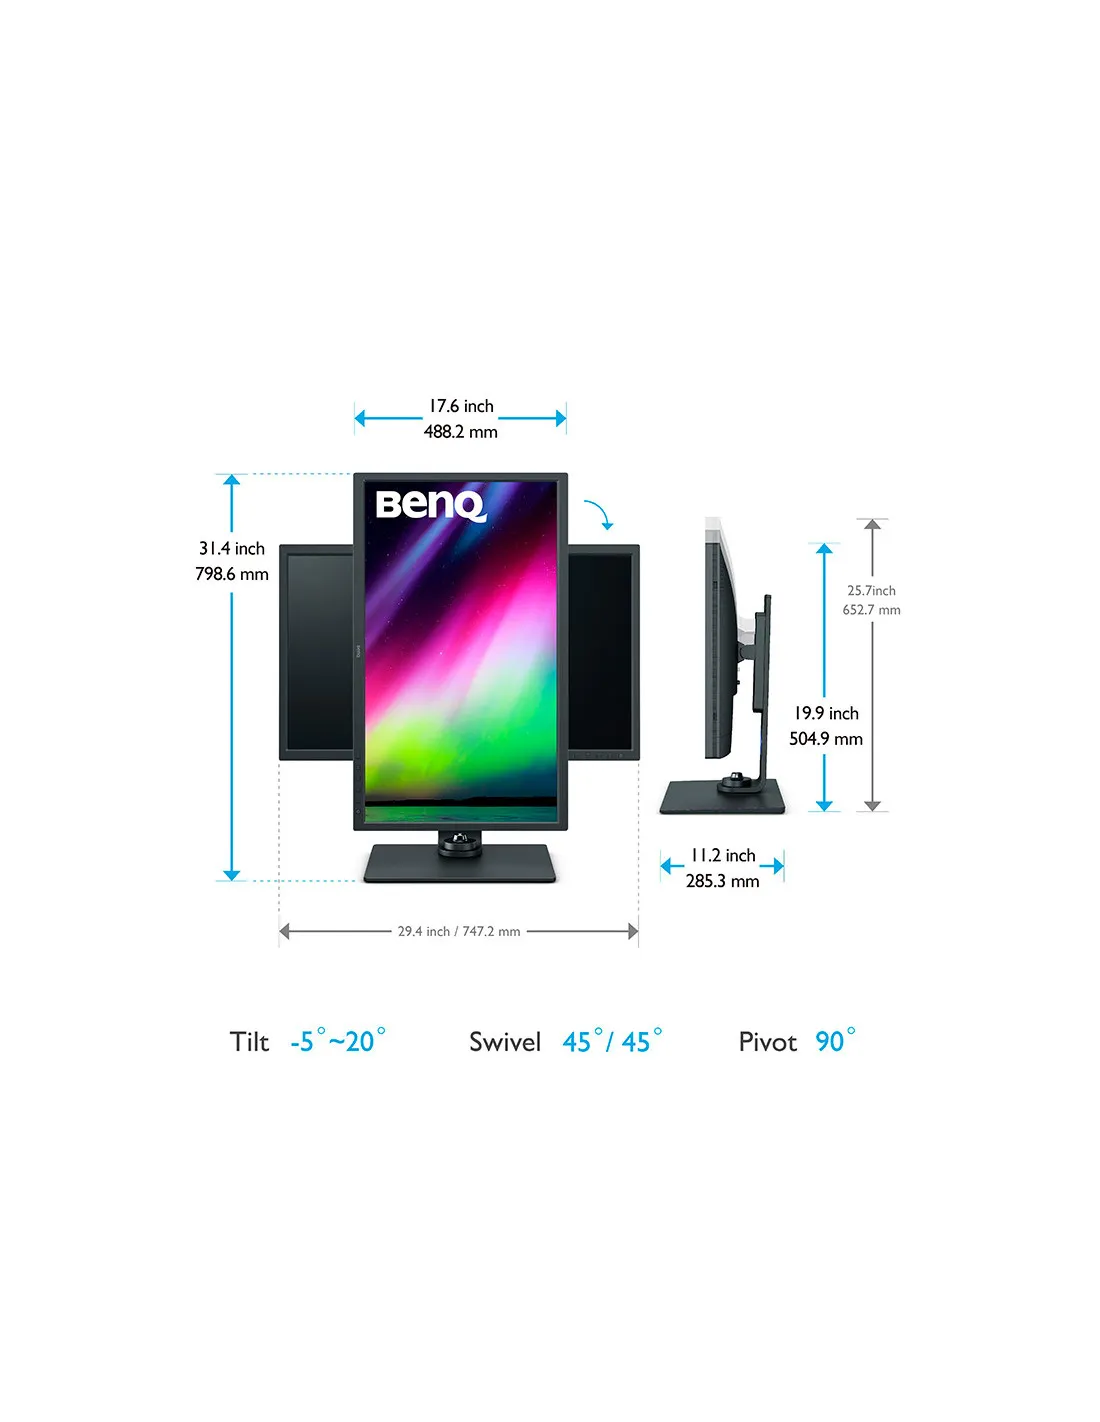 17.6 inch
488.2 mm
BenQ
31.4 inch
798.6 mm
25.7inch
652.7 mm
19.9 inch
504.9 mm
11.2 inch
285.3 mm
29.4 inch / 747.2 mm
Tilt -5°~20° Swivel 45°/ 45° Pivot 90°